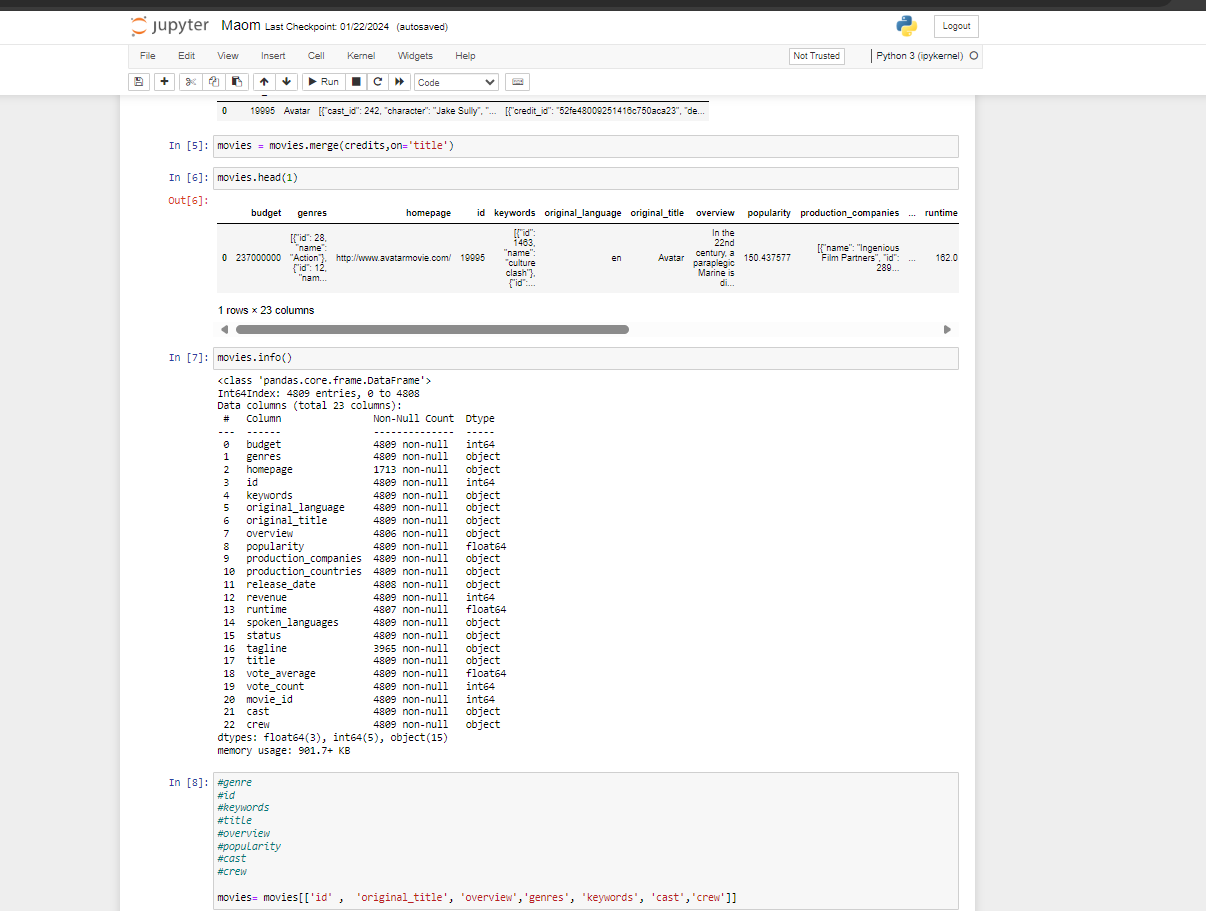 jupyter Maom Last Checkpoint: 01/22/2024 (autosaved)
Logout
File Edit View Insert Cell Kernel Widgets Help
Not Trusted
Python 3 (ipykernel)
Run
Code
0 19995 Avatar [{"cast_id": 242, "character": "Jake Sully", "... [{"credit_id": "52fe48009251416c750aca23", "de...
In [5]: movies = movies.merge(credits,on='title')
In [6]: movies.head(1)
Out[6]:
budget genres homepage id keywords original_language original_title overview popularity production_companies ... runtime
0 237000000 [{"id": 28, "name": "Action"}, {"id": 12, "nam... http://www.avatarmovie.com/ 19995 [{"id": 1463, "name": "culture clash"}, {"id":... en Avatar In the 22nd century, a paraplegic Marine is di... 150.437577 [{"name": "Ingenious Film Partners", "id": 289... ... 162.0
1 rows × 23 columns
In [7]: movies.info()
<class 'pandas.core.frame.DataFrame'>
Int64Index: 4809 entries, 0 to 4808
Data columns (total 23 columns):
# Column Non-Null Count Dtype
--- ------ -------------- -----
0 budget 4809 non-null int64
1 genres 4809 non-null object
2 homepage 1713 non-null object
3 id 4809 non-null int64
4 keywords 4809 non-null object
5 original_language 4809 non-null object
6 original_title 4809 non-null object
7 overview 4806 non-null object
8 popularity 4809 non-null float64
9 production_companies 4809 non-null object
10 production_countries 4809 non-null object
11 release_date 4808 non-null object
12 revenue 4809 non-null int64
13 runtime 4807 non-null float64
14 spoken_languages 4809 non-null object
15 status 4809 non-null object
16 tagline 3965 non-null object
17 title 4809 non-null object
18 vote_average 4809 non-null float64
19 vote_count 4809 non-null int64
20 movie_id 4809 non-null int64
21 cast 4809 non-null object
22 crew 4809 non-null object
dtypes: float64(3), int64(5), object(15)
memory usage: 901.7+ KB
In [8]: #genre
#id
#keywords
#title
#overview
#popularity
#cast
#crew
movies= movies[['id' , 'original_title', 'overview','genres', 'keywords', 'cast','crew']]